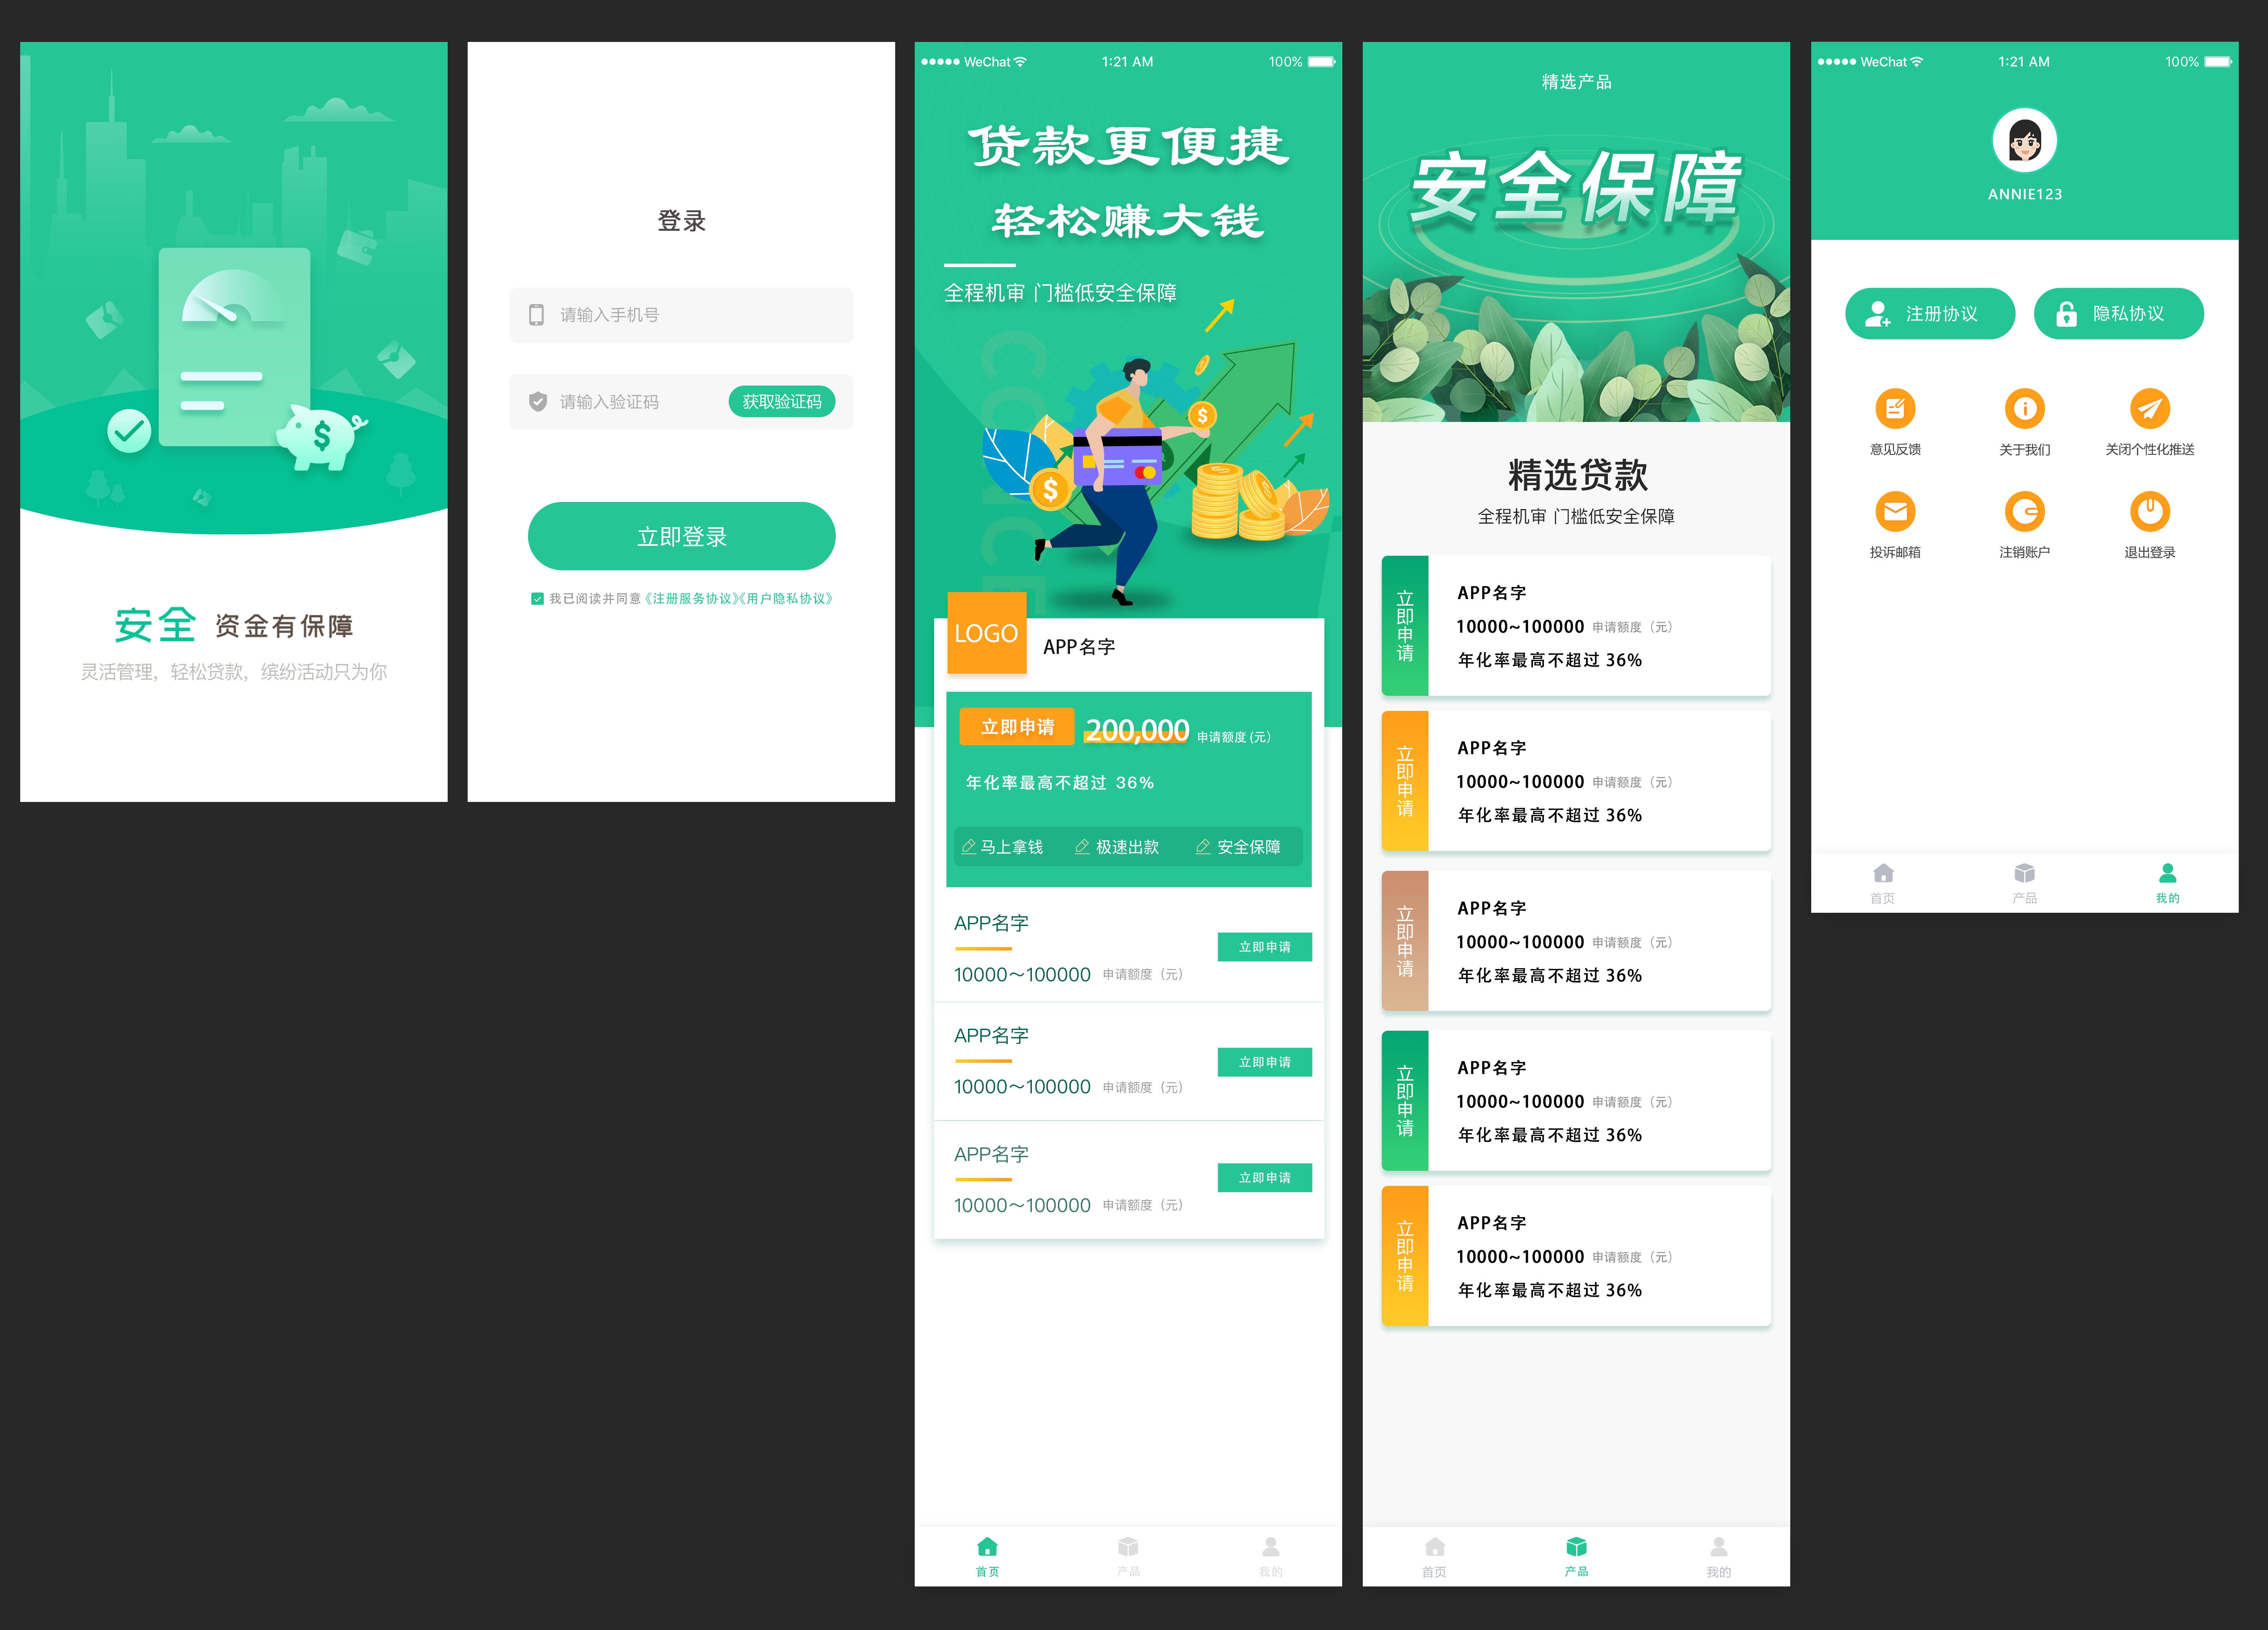 安全 资金有保障
灵活管理，轻松贷款，缤纷活动只为你
登录
请输入手机号
请输入验证码 获取验证码
立即登录
我已阅读并同意《注册服务协议》《用户隐私协议》
WeChat 1:21 AM 100%
贷款更便捷
轻松赚大钱
全程机审 门槛低安全保障
LOGO
APP名字
立即申请 200,000 申请额度 (元)
年化率最高不超过 36%
马上拿钱 极速出款 安全保障
APP名字
立即申请
10000～100000 申请额度（元）
APP名字
立即申请
10000～100000 申请额度（元）
APP名字
立即申请
10000～100000 申请额度（元）
首页 产品 我的
精选产品
安全保障
精选贷款
全程机审 门槛低安全保障
立即申请
APP名字
10000~100000 申请额度（元）
年化率最高不超过 36%
立即申请
APP名字
10000~100000 申请额度（元）
年化率最高不超过 36%
立即申请
APP名字
10000~100000 申请额度（元）
年化率最高不超过 36%
立即申请
APP名字
10000~100000 申请额度（元）
年化率最高不超过 36%
立即申请
APP名字
10000~100000 申请额度（元）
年化率最高不超过 36%
首页 产品 我的
WeChat 1:21 AM 100%
ANNIE123
注册协议 隐私协议
意见反馈 关于我们 关闭个性化推送
投诉邮箱 注销账户 退出登录
首页 产品 我的